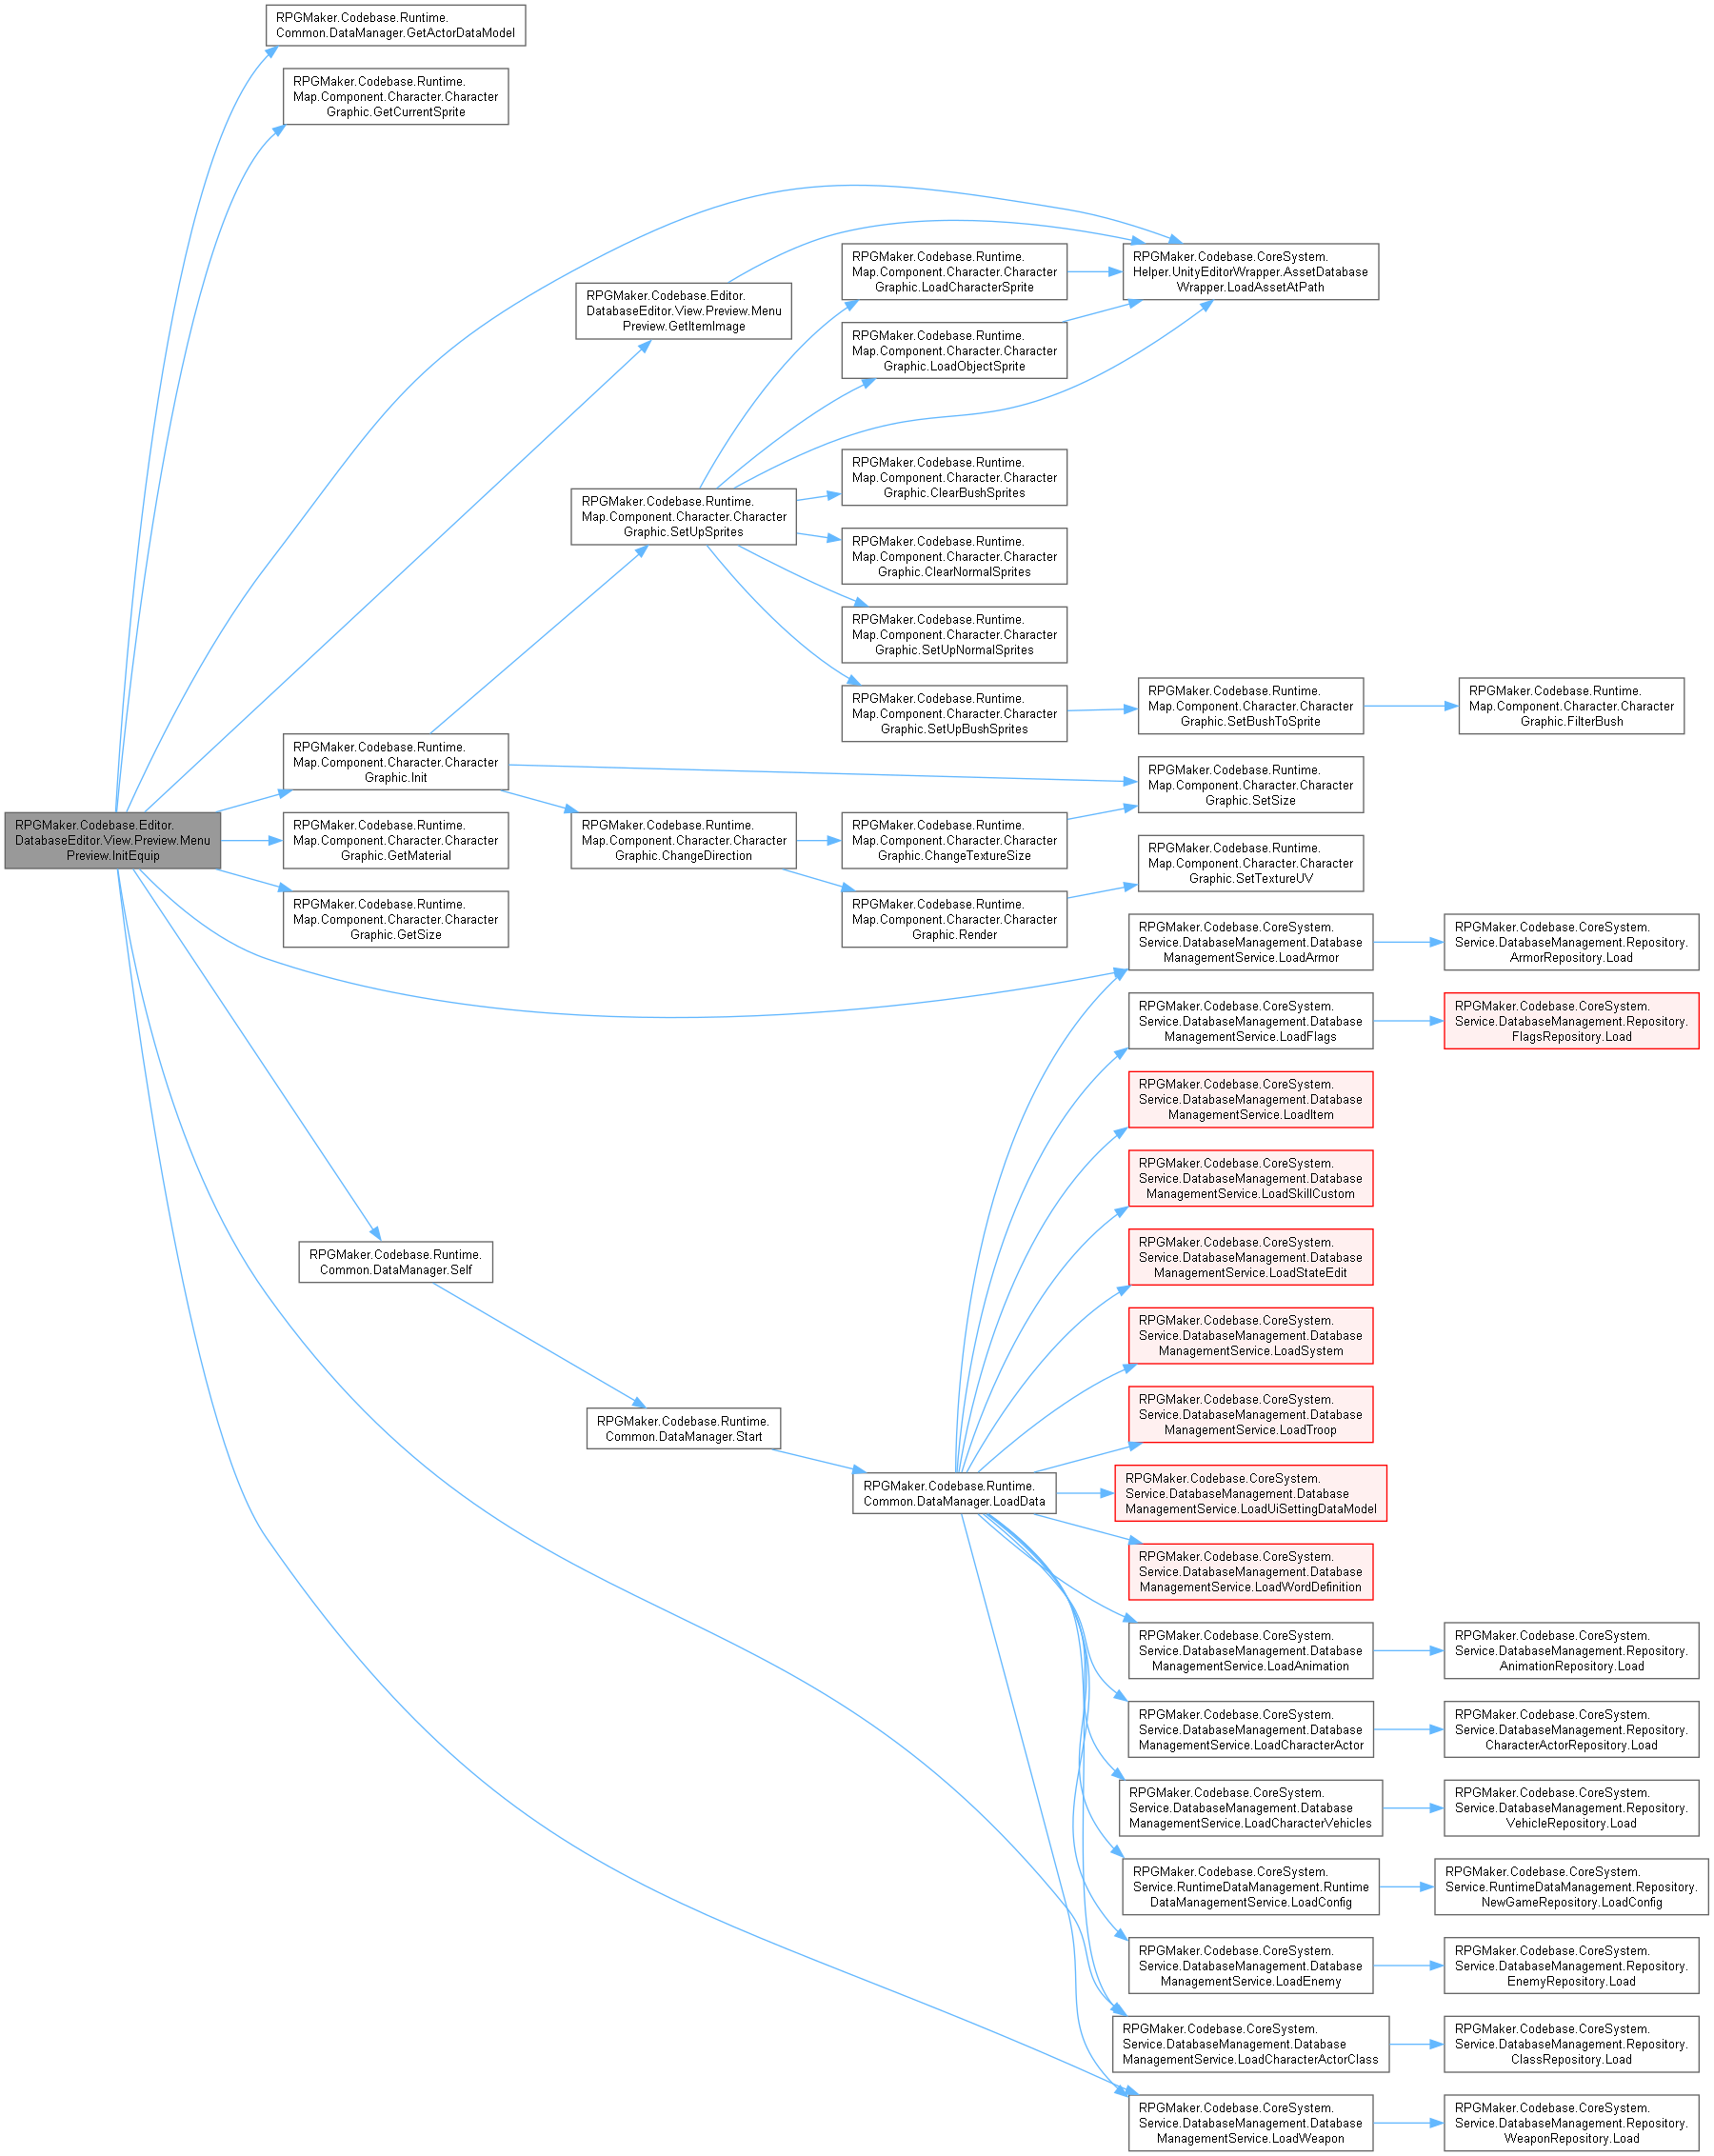 RPGMaker.Codebase.Runtime.
Common.DataManager.GetActorDataModel
RPGMaker.Codebase.Runtime.
Map.Component.Character.Character
Graphic.GetCurrentSprite
RPGMaker.Codebase.CoreSystem.
Helper.UnityEditorWrapper.AssetDatabase
Wrapper.LoadAssetAtPath
RPGMaker.Codebase.Runtime.
Map.Component.Character.Character
Graphic.LoadCharacterSprite
RPGMaker.Codebase.Editor.
DatabaseEditor.View.Preview.Menu
Preview.GetItemImage
RPGMaker.Codebase.Runtime.
Map.Component.Character.Character
Graphic.LoadObjectSprite
RPGMaker.Codebase.Runtime.
Map.Component.Character.Character
Graphic.ClearBushSprites
RPGMaker.Codebase.Runtime.
Map.Component.Character.Character
Graphic.SetUpSprites
RPGMaker.Codebase.Runtime.
Map.Component.Character.Character
Graphic.ClearNormalSprites
RPGMaker.Codebase.Runtime.
Map.Component.Character.Character
Graphic.SetUpNormalSprites
RPGMaker.Codebase.Runtime.
Map.Component.Character.Character
Graphic.SetUpBushSprites
RPGMaker.Codebase.Runtime.
Map.Component.Character.Character
Graphic.SetBushToSprite
RPGMaker.Codebase.Runtime.
Map.Component.Character.Character
Graphic.FilterBush
RPGMaker.Codebase.Runtime.
Map.Component.Character.Character
Graphic.Init
RPGMaker.Codebase.Runtime.
Map.Component.Character.Character
Graphic.SetSize
RPGMaker.Codebase.Editor.
DatabaseEditor.View.Preview.Menu
Preview.InitEquip
RPGMaker.Codebase.Runtime.
Map.Component.Character.Character
Graphic.GetMaterial
RPGMaker.Codebase.Runtime.
Map.Component.Character.Character
Graphic.ChangeDirection
RPGMaker.Codebase.Runtime.
Map.Component.Character.Character
Graphic.ChangeTextureSize
RPGMaker.Codebase.Runtime.
Map.Component.Character.Character
Graphic.SetTextureUV
RPGMaker.Codebase.Runtime.
Map.Component.Character.Character
Graphic.GetSize
RPGMaker.Codebase.Runtime.
Map.Component.Character.Character
Graphic.Render
RPGMaker.Codebase.CoreSystem.
Service.DatabaseManagement.Database
ManagementService.LoadArmor
RPGMaker.Codebase.CoreSystem.
Service.DatabaseManagement.Repository.
ArmorRepository.Load
RPGMaker.Codebase.CoreSystem.
Service.DatabaseManagement.Database
ManagementService.LoadFlags
RPGMaker.Codebase.CoreSystem.
Service.DatabaseManagement.Repository.
FlagsRepository.Load
RPGMaker.Codebase.CoreSystem.
Service.DatabaseManagement.Database
ManagementService.LoadItem
RPGMaker.Codebase.CoreSystem.
Service.DatabaseManagement.Database
ManagementService.LoadSkillCustom
RPGMaker.Codebase.Runtime.
Common.DataManager.Self
RPGMaker.Codebase.CoreSystem.
Service.DatabaseManagement.Database
ManagementService.LoadStateEdit
RPGMaker.Codebase.CoreSystem.
Service.DatabaseManagement.Database
ManagementService.LoadSystem
RPGMaker.Codebase.Runtime.
Common.DataManager.Start
RPGMaker.Codebase.CoreSystem.
Service.DatabaseManagement.Database
ManagementService.LoadTroop
RPGMaker.Codebase.Runtime.
Common.DataManager.LoadData
RPGMaker.Codebase.CoreSystem.
Service.DatabaseManagement.Database
ManagementService.LoadUiSettingDataModel
RPGMaker.Codebase.CoreSystem.
Service.DatabaseManagement.Database
ManagementService.LoadWordDefinition
RPGMaker.Codebase.CoreSystem.
Service.DatabaseManagement.Database
ManagementService.LoadAnimation
RPGMaker.Codebase.CoreSystem.
Service.DatabaseManagement.Repository.
AnimationRepository.Load
RPGMaker.Codebase.CoreSystem.
Service.DatabaseManagement.Database
ManagementService.LoadCharacterActor
RPGMaker.Codebase.CoreSystem.
Service.DatabaseManagement.Repository.
CharacterActorRepository.Load
RPGMaker.Codebase.CoreSystem.
Service.DatabaseManagement.Database
ManagementService.LoadCharacterVehicles
RPGMaker.Codebase.CoreSystem.
Service.DatabaseManagement.Repository.
VehicleRepository.Load
RPGMaker.Codebase.CoreSystem.
Service.RuntimeDataManagement.Runtime
DataManagementService.LoadConfig
RPGMaker.Codebase.CoreSystem.
Service.RuntimeDataManagement.Repository.
NewGameRepository.LoadConfig
RPGMaker.Codebase.CoreSystem.
Service.DatabaseManagement.Database
ManagementService.LoadEnemy
RPGMaker.Codebase.CoreSystem.
Service.DatabaseManagement.Repository.
EnemyRepository.Load
RPGMaker.Codebase.CoreSystem.
Service.DatabaseManagement.Database
ManagementService.LoadCharacterActorClass
RPGMaker.Codebase.CoreSystem.
Service.DatabaseManagement.Repository.
ClassRepository.Load
RPGMaker.Codebase.CoreSystem.
Service.DatabaseManagement.Database
ManagementService.LoadWeapon
RPGMaker.Codebase.CoreSystem.
Service.DatabaseManagement.Repository.
WeaponRepository.Load